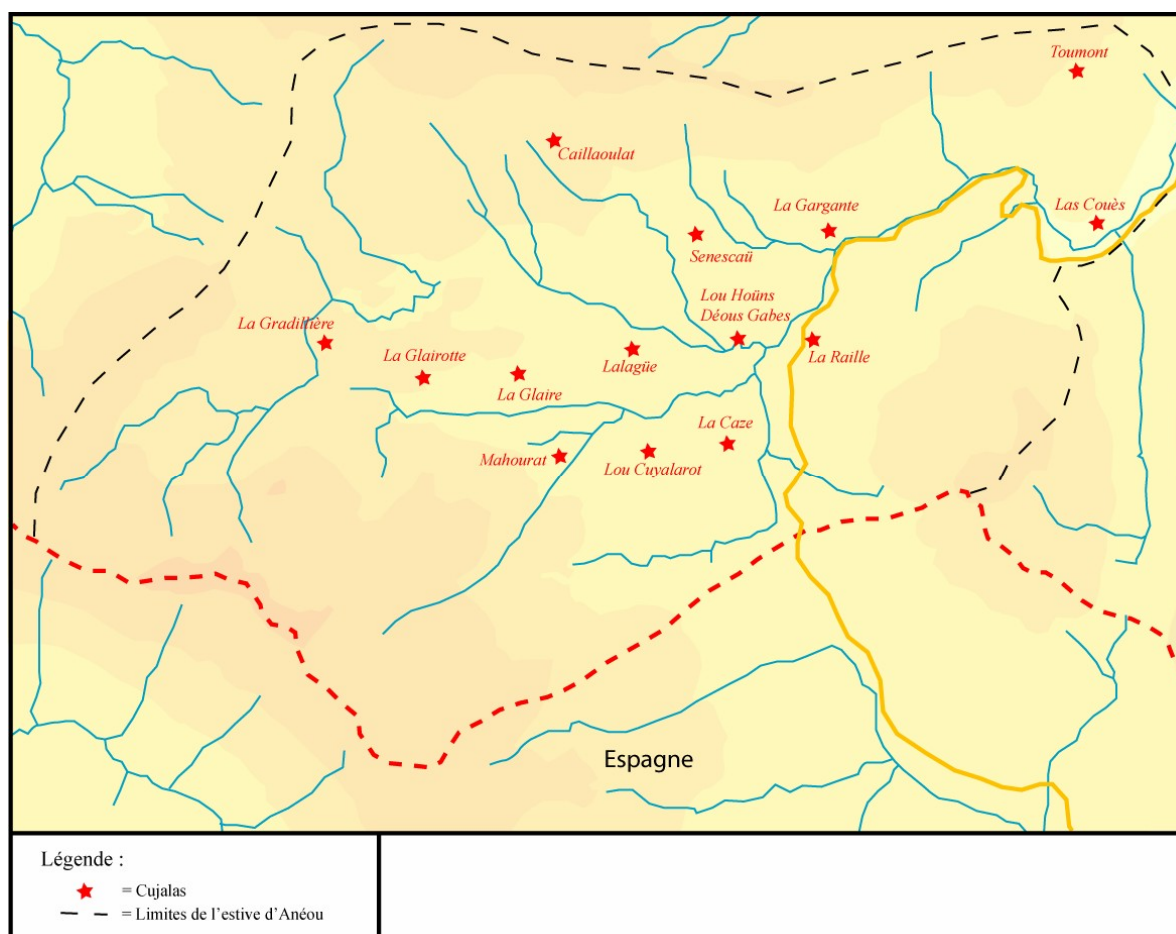 Toumont
Caillaoulat
La Gargante
Las Couès
Senescaü
Lou Hoüns
Déous Gabes
La Gradillière
La Glairotte
La Glaire
Lalagüe
La Raille
La Caze
Mahourat
Lou Cuyalarot
Espagne
Légende :
= Cujalas
= Limites de l'estive d'Anéou